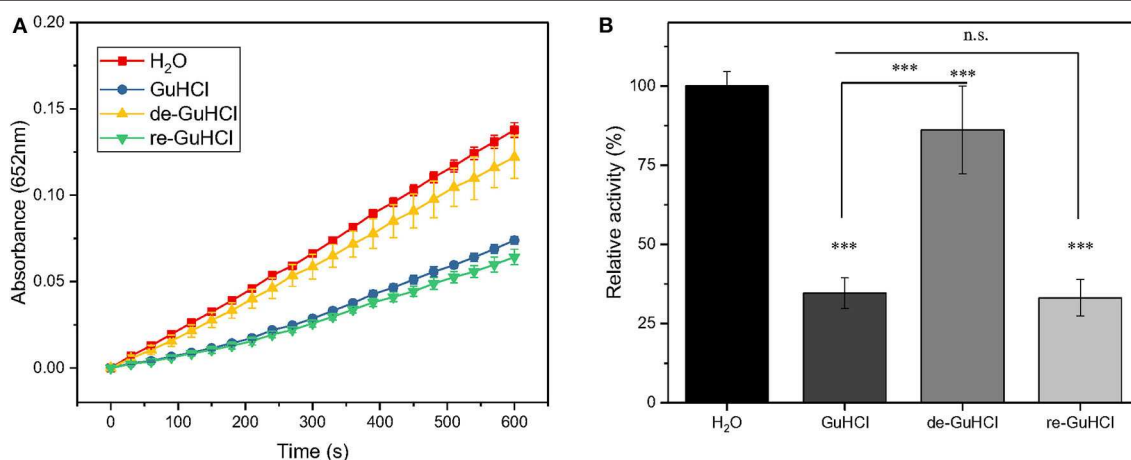 A
Absorbance (652nm)
0.20
0.15
0.10
0.05
0.00
H₂O
GuHCl
de-GuHCl
re-GuHCl
0 100 200 300 400 500 600
Time (s)
B
Relative activity (%)
100
75
50
25
0
n.s.
*** ***
*** ***
H₂O GuHCl de-GuHCl re-GuHCl